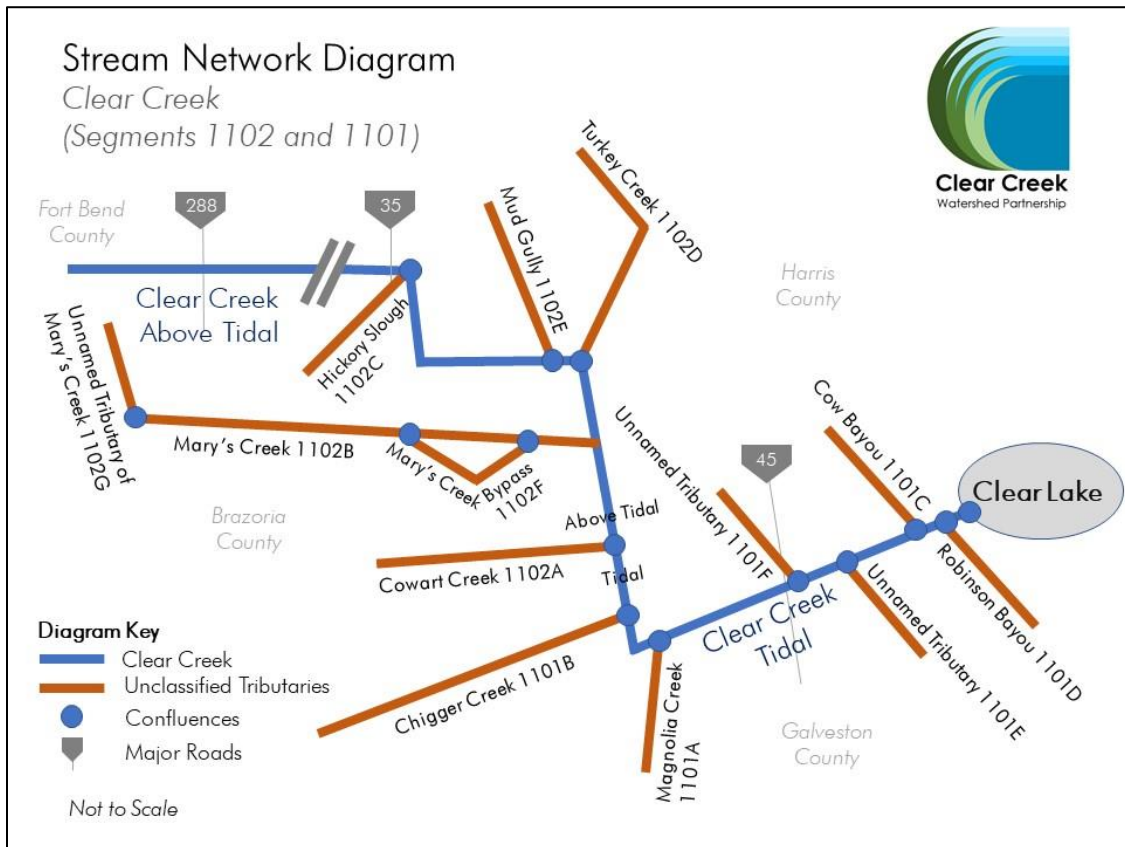 Stream Network Diagram
Clear Creek
(Segments 1102 and 1101)
Clear Creek
Watershed Partnership
Fort Bend
County
288
35
Mud Gully 1102E
Turkey Creek 1102D
Harris
County
Clear Creek
Above Tidal
Hickory Slough
1102C
Unnamed Tributary of
Mary's Creek 1102G
Mary's Creek 1102B
Mary's Creek Bypass
1102F
Unnamed Tributary 1101F
45
Cow Bayou 1101C
Clear Lake
Brazoria
County
Above Tidal
Tidal
Cowart Creek 1102A
Chigger Creek 1101B
Magnolia Creek
1101A
Clear Creek
Tidal
Unnamed Tributary 1101E
Robinson Bayou 1101D
Galveston
County
Diagram Key
Clear Creek
Unclassified Tributaries
Confluences
Major Roads
Not to Scale